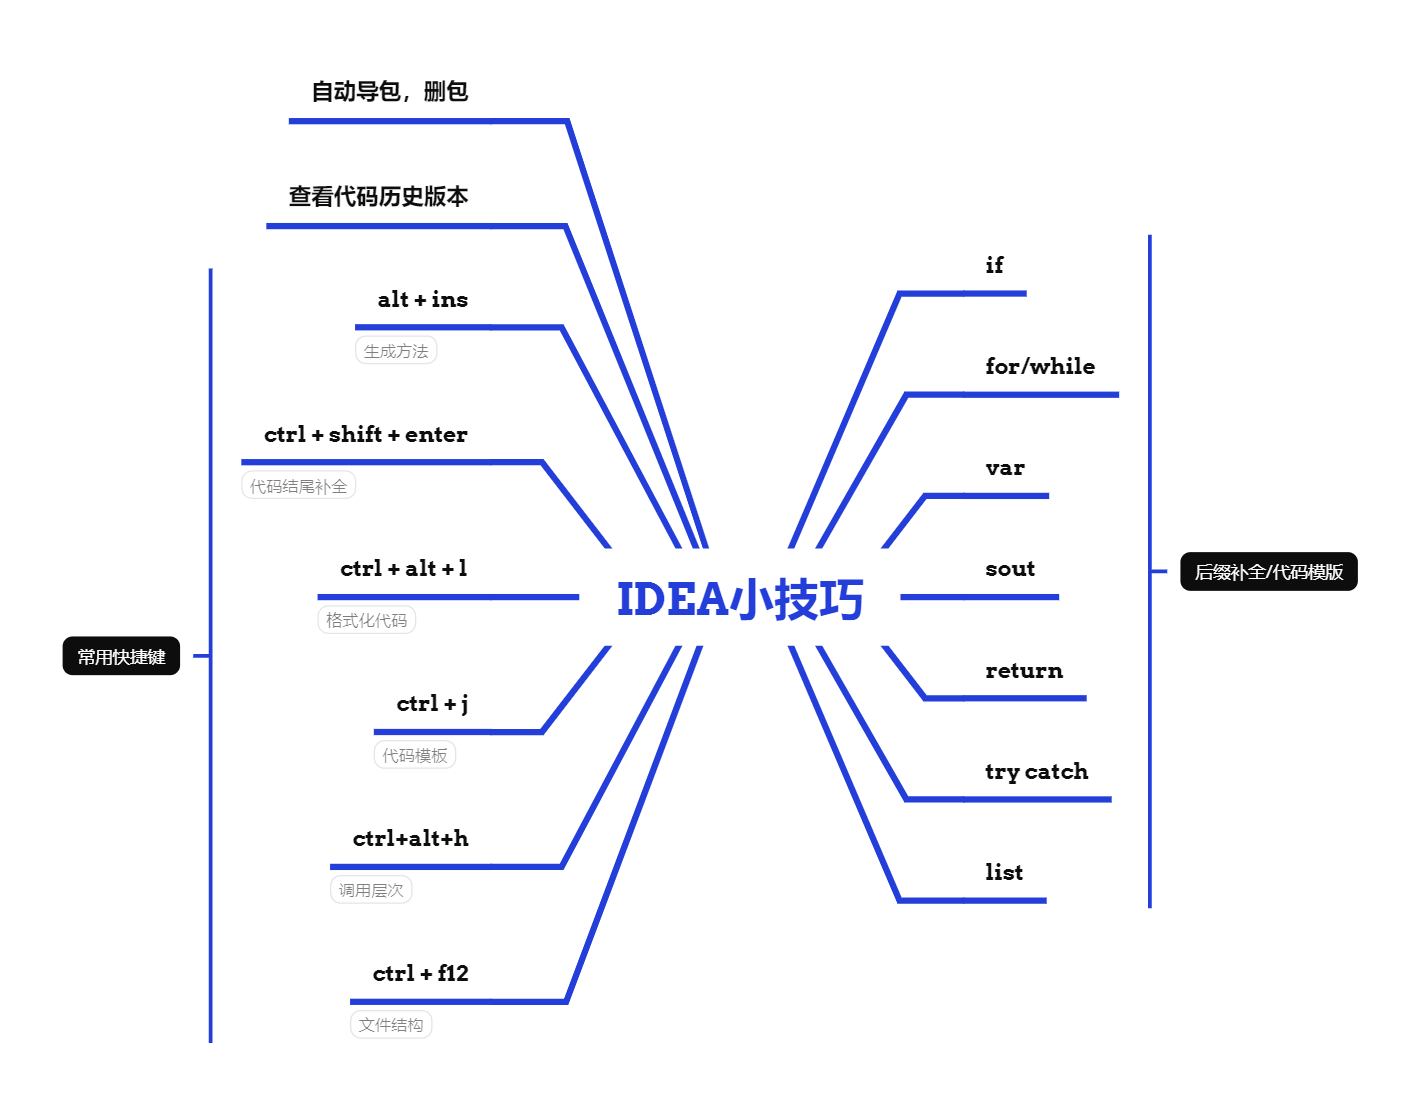 IDEA小技巧
自动导包，删包
查看代码历史版本
alt + ins
生成方法
ctrl + shift + enter
代码结尾补全
ctrl + alt + l
格式化代码
ctrl + j
代码模板
ctrl+alt+h
调用层次
ctrl + f12
文件结构
常用快捷键
if
for/while
var
sout
return
try catch
list
后缀补全/代码模版